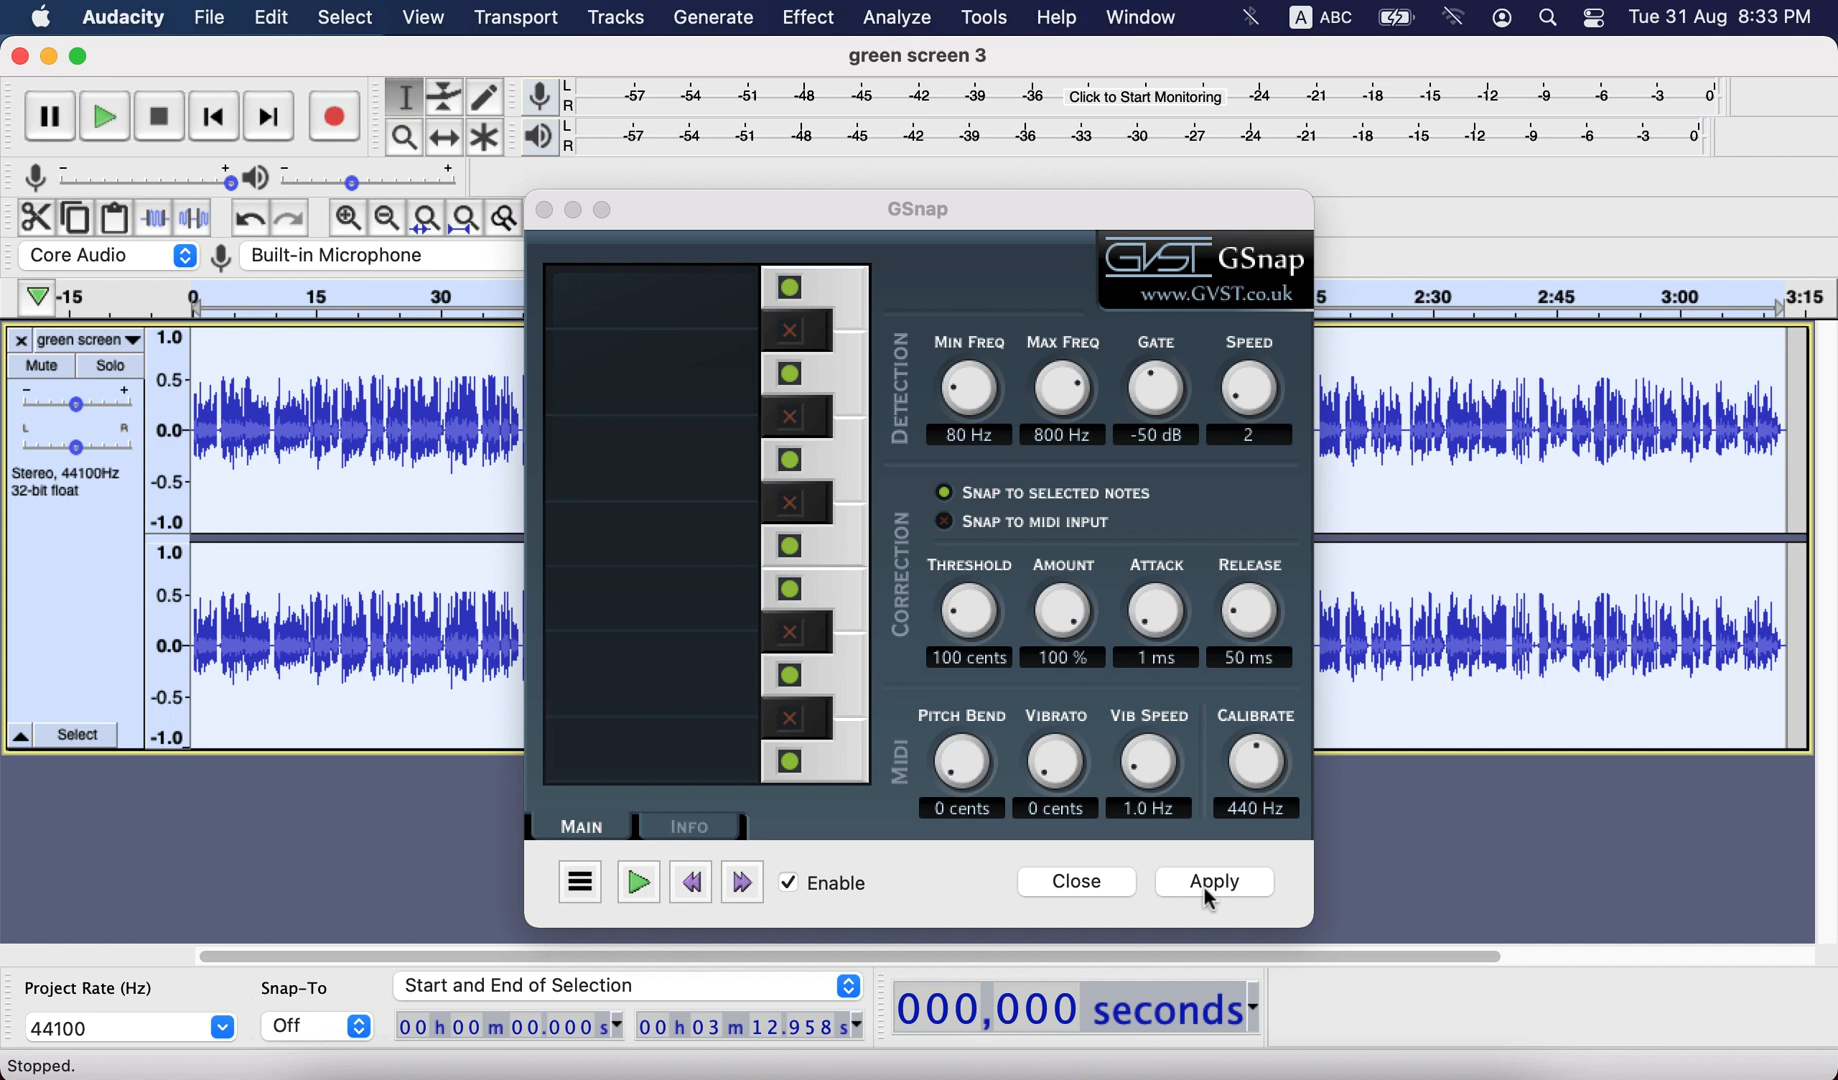 Audacity File Edit Select View Transport Tracks Generate Effect Analyze Tools Help Window A ABC Tue 31 Aug 8:33 PM
green screen 3
L -57 -54 -51 -48 -45 -42 -39 -36 Click to Start Monitoring -24 -21 -18 -15 -12 -9 -6 -3 0
R
L -57 -54 -51 -48 -45 -42 -39 -36 -33 -30 -27 -24 -21 -18 -15 -12 -9 -6 -3 0
R
- + - +
GSnap
Core Audio Built-in Microphone
GVST GSnap
www.GVST.co.uk
-15 0 15 30 5 2:30 2:45 3:00 3:15
green screen
Mute Solo
- +
L R
Stereo, 44100Hz
32-bit float
Select
1.0
0.5
0.0
-0.5
-1.0
1.0
0.5
0.0
-0.5
-1.0
DETECTION
MIN FREQ MAX FREQ GATE SPEED
80 Hz 800 Hz -50 dB 2
SNAP TO SELECTED NOTES
SNAP TO MIDI INPUT
CORRECTION
THRESHOLD AMOUNT ATTACK RELEASE
100 cents 100 % 1 ms 50 ms
MIDI
PITCH BEND VIBRATO VIB SPEED CALIBRATE
0 cents 0 cents 1.0 Hz 440 Hz
MAIN INFO
Enable Close Apply
Project Rate (Hz) Snap-To Start and End of Selection
44100 Off 00 h 00 m 00.000 s 00 h 03 m 12.958 s 000,000 seconds
Stopped.